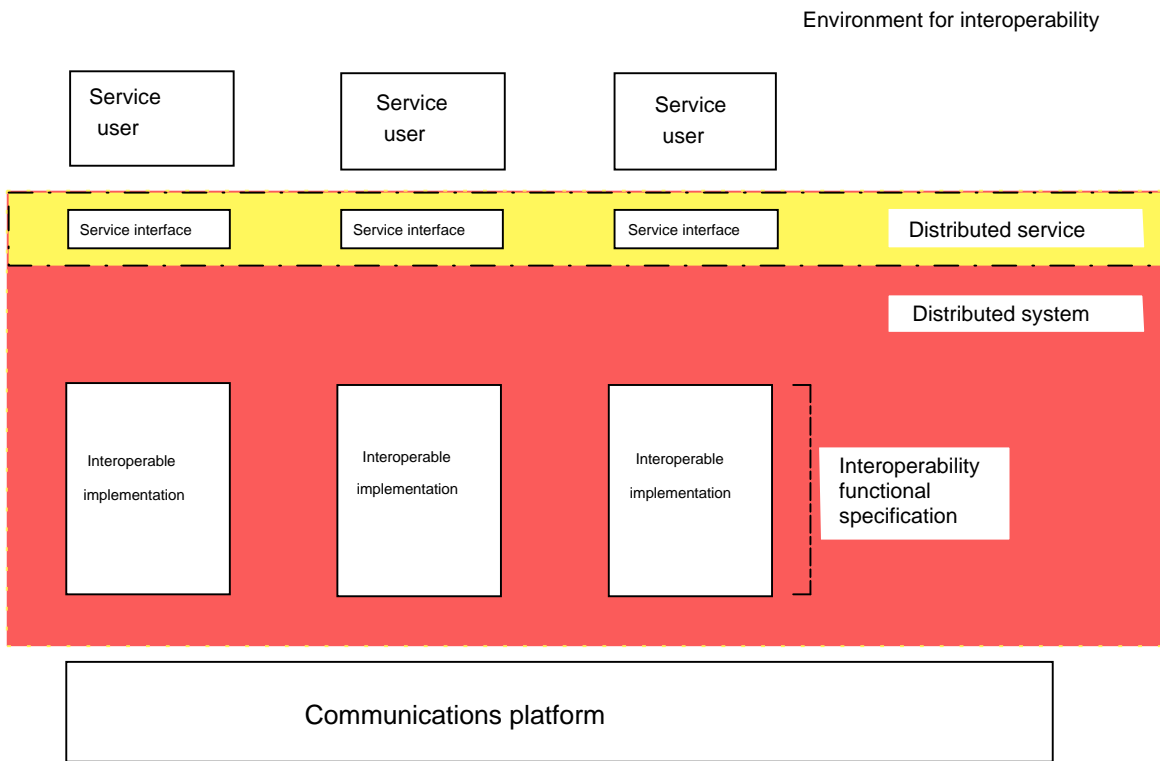 Environment for interoperability
Service
user
Service
user
Service
user
Service interface
Service interface
Service interface
Distributed service
Distributed system
Interoperable
implementation
Interoperable
implementation
Interoperable
implementation
Interoperability
functional
specification
Communications platform